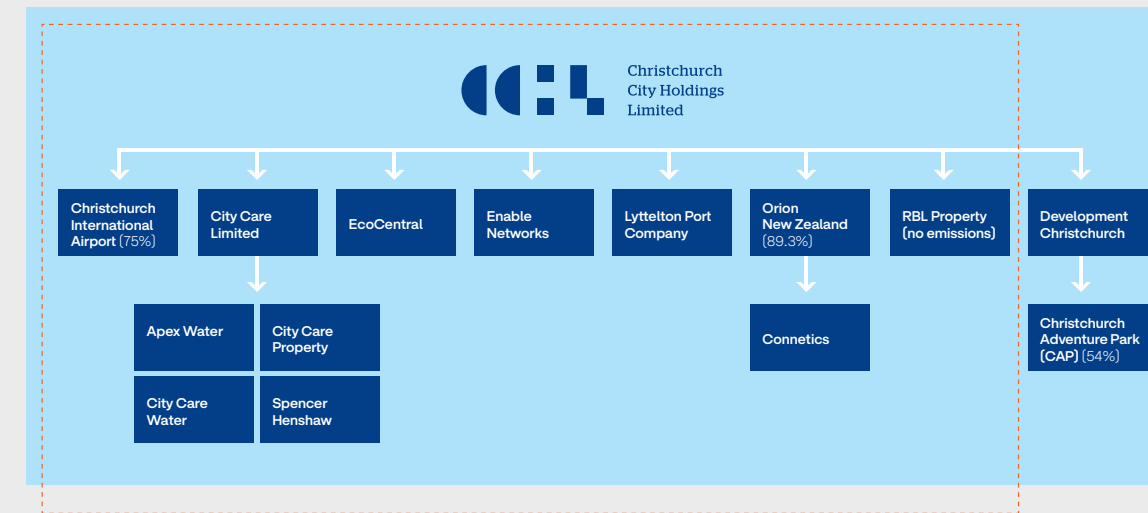 Christchurch
City Holdings
Limited
Christchurch
International
Airport (75%)
City Care
Limited
EcoCentral
Enable
Networks
Lyttelton Port
Company
Orion
New Zealand
(89.3%)
RBL Property
(no emissions)
Development
Christchurch
Apex Water
City Care
Property
City Care
Water
Spencer
Henshaw
Connetics
Christchurch
Adventure Park
(CAP) (54%)